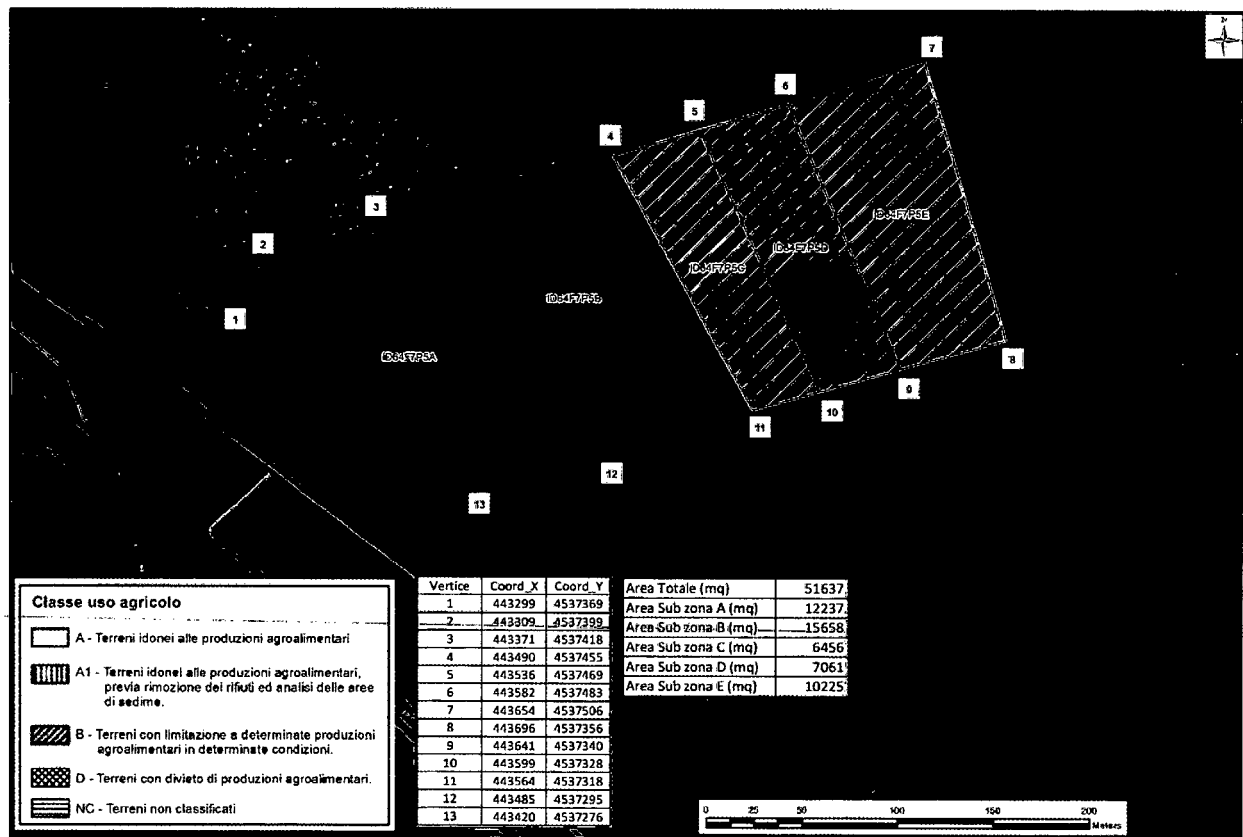 7
6
5
4
3
2
1
ID64F7P5E
ID64F7P5D
ID64F7P5C
ID64F7P5B
ID64F7P5A
8
9
10
11
12
13
Classe uso agricolo
A - Terreni idonei alle produzioni agroalimentari
A1 - Terreni idonei alle produzioni agroalimentari,
previa rimozione dei rifiuti ed analisi delle aree
di sedime.
B - Terreni con limitazione a determinate produzioni
agroalimentari in determinate condizioni.
D - Terreni con divieto di produzioni agroalimentari.
NC - Terreni non classificati
Vertice Coord_X Coord_Y
1 443299 4537369
2 443309 4537399
3 443371 4537418
4 443490 4537455
5 443536 4537469
6 443582 4537483
7 443654 4537506
8 443696 4537356
9 443641 4537340
10 443599 4537328
11 443564 4537318
12 443485 4537295
13 443420 4537276
Area Totale (mq) 51637
Area Sub zona A (mq) 12237
Area Sub zona B (mq) 15658
Area Sub zona C (mq) 6456
Area Sub zona D (mq) 7061
Area Sub zona E (mq) 10225
0 25 50 100 150 200
Meters